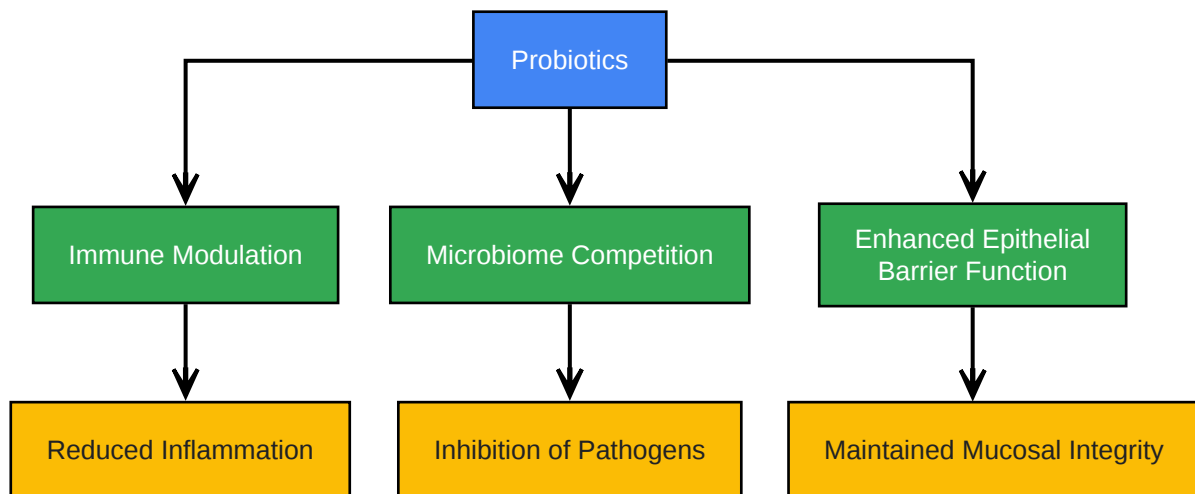 Probiotics
Immune Modulation
Microbiome Competition
Enhanced Epithelial
Barrier Function
Reduced Inflammation
Inhibition of Pathogens
Maintained Mucosal Integrity